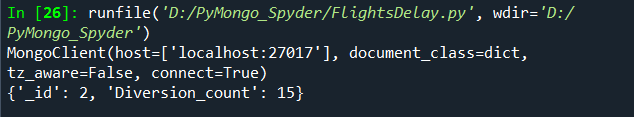 In [26]: runfile('D:/PyMongo_Spyder/FlightsDelay.py', wdir='D:/
PyMongo_Spyder')
MongoClient(host=['localhost:27017'], document_class=dict,
tz_aware=False, connect=True)
{'_id': 2, 'Diversion_count': 15}